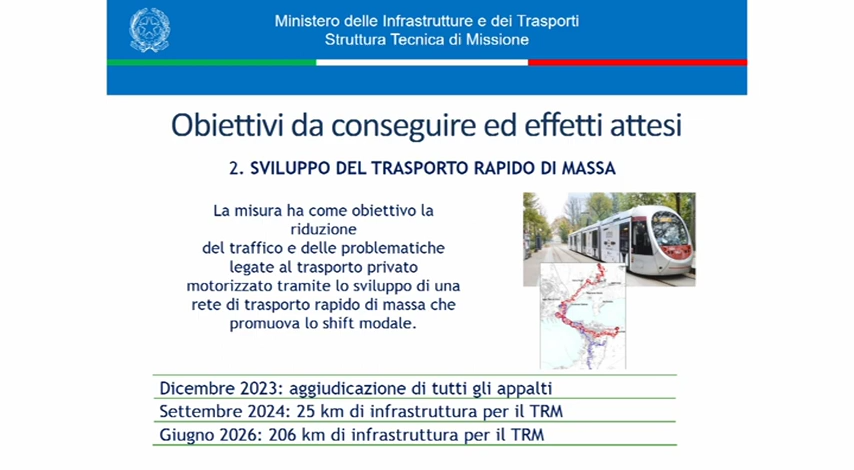 Ministero delle Infrastrutture e dei Trasporti
Struttura Tecnica di Missione
Obiettivi da conseguire ed effetti attesi
2. SVILUPPO DEL TRASPORTO RAPIDO DI MASSA
La misura ha come obiettivo la
riduzione
del traffico e delle problematiche
legate al trasporto privato
motorizzato tramite lo sviluppo di una
rete di trasporto rapido di massa che
promuova lo shift modale.
Dicembre 2023: aggiudicazione di tutti gli appalti
Settembre 2024: 25 km di infrastruttura per il TRM
Giugno 2026: 206 km di infrastruttura per il TRM